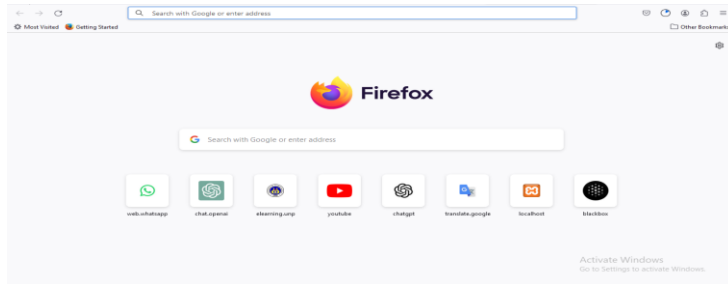 Search with Google or enter address
Most Visited Getting Started Other Bookmarks
Firefox
Search with Google or enter address
web.whatsapp chat.openai elearning.unp youtube chatgpt translate.google localhost blackbox
Activate Windows
Go to Settings to activate Windows.